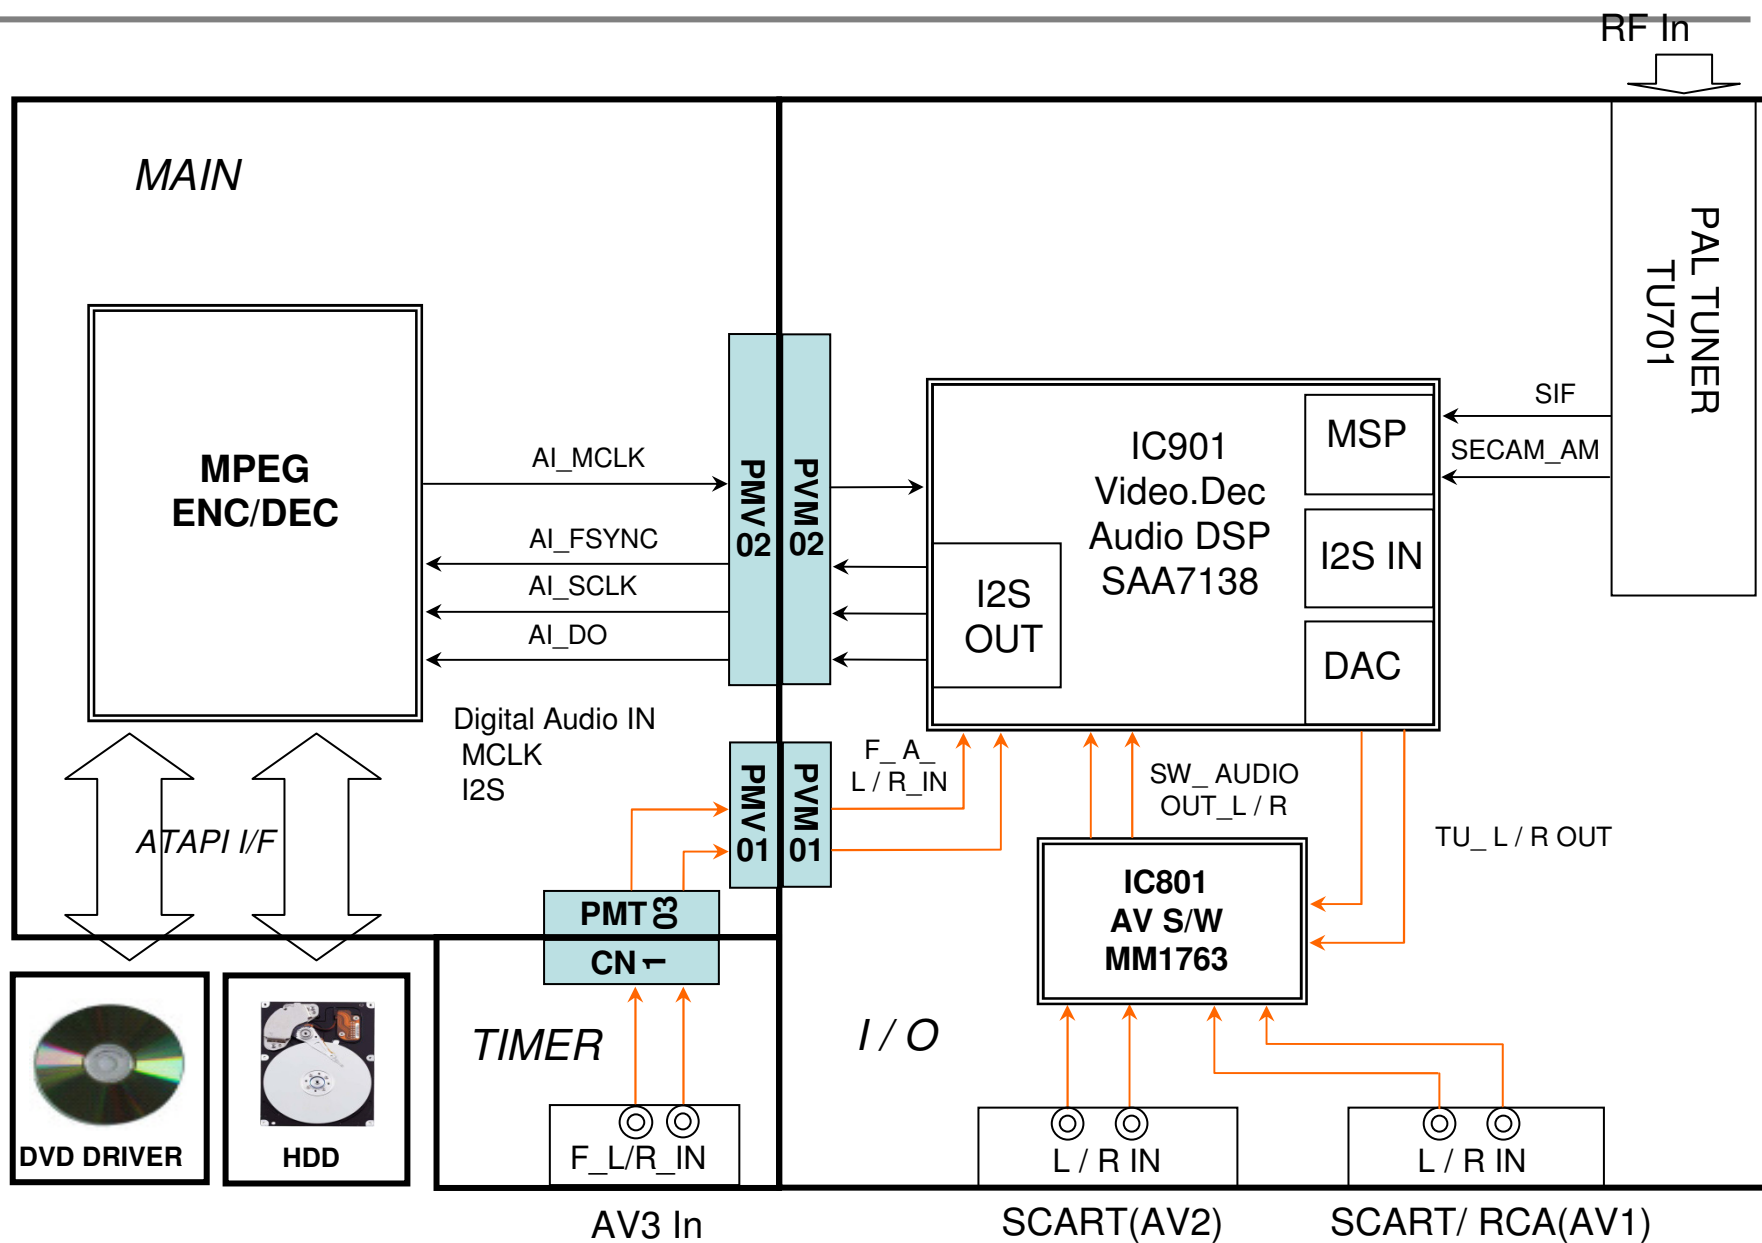 RF In
MAIN
PAL TUNER
TU701
MPEG
ENC/DEC
AI_MCLK
AI_FSYNC
AI_SCLK
AI_DO
PMV 02
PVM 02
IC901
Video.Dec
Audio DSP
SAA7138
MSP
I2S IN
DAC
I2S
OUT
SIF
SECAM_AM
Digital Audio IN
MCLK
I2S
PMV 01
PVM 01
F_ A_
L / R_IN
SW_ AUDIO
OUT_L / R
TU_ L / R OUT
ATAPI I/F
PMT 03
CN 1
IC801
AV S/W
MM1763
TIMER
I / O
DVD DRIVER
HDD
F_L/R_IN
L / R IN
L / R IN
AV3 In
SCART(AV2)
SCART/ RCA(AV1)